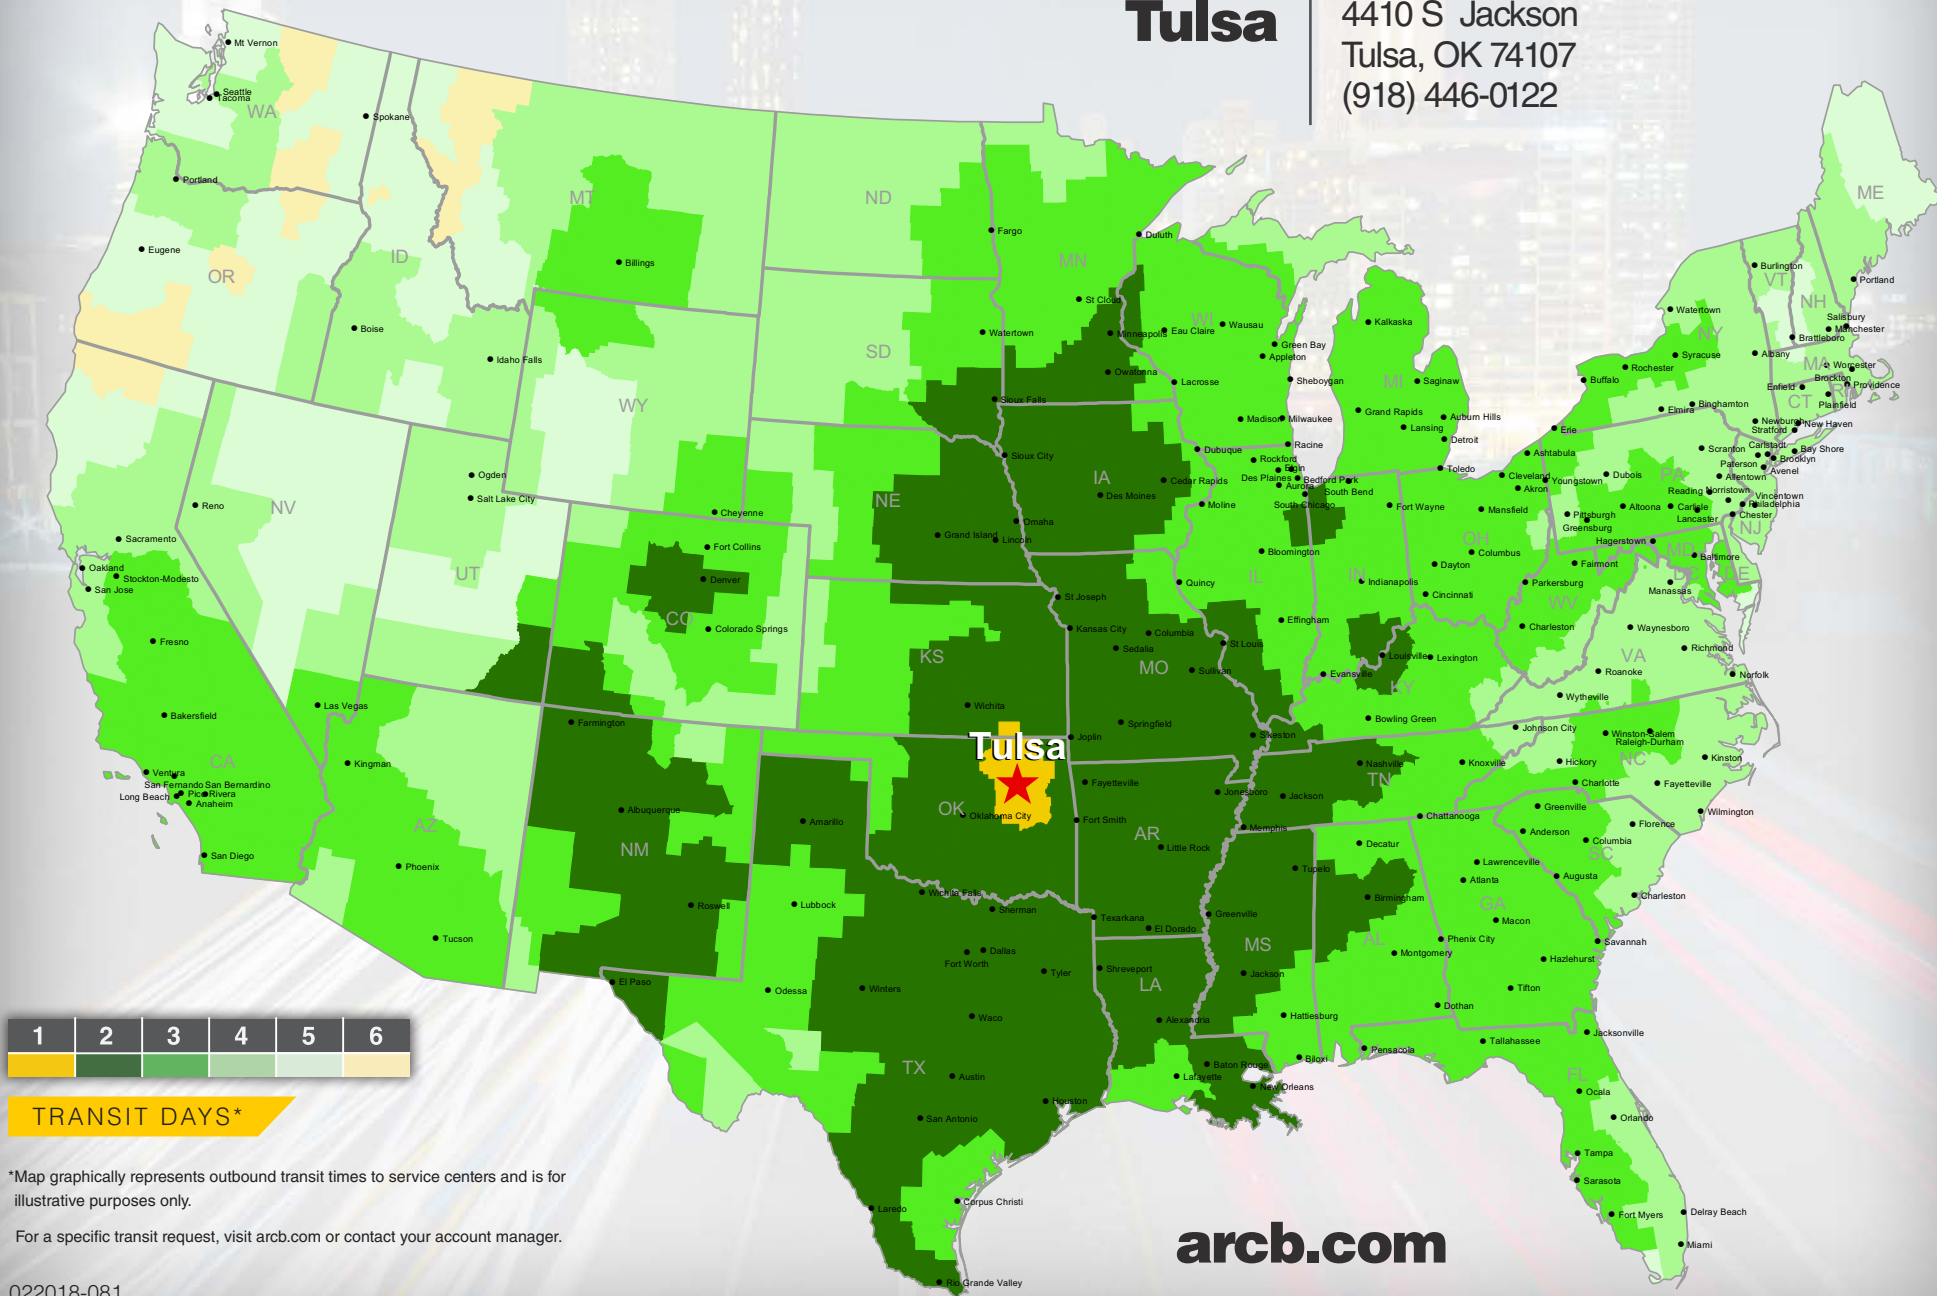 Tulsa
4410 S Jackson
Tulsa, OK 74107
(918) 446-0122
Mt Vernon
Seattle
Tacoma
WA
Spokane
Portland
Eugene
OR
ID
Boise
Idaho Falls
MT
Billings
ND
Fargo
SD
Watertown
WY
Cheyenne
MN
Duluth
St Cloud
Minneapolis
Owatonna
Sioux Falls
Sioux City
WI
Eau Claire
Wausau
Green Bay
Appleton
Lacrosse
Sheboygan
Madison
Milwaukee
Racine
MI
Kalkaska
Saginaw
Grand Rapids
Lansing
Auburn Hills
Detroit
ME
Portland
Burlington
VT
NH
Salisbury
Manchester
Brattleboro
Watertown
NY
Syracuse
Rochester
Buffalo
Albany
MA
Worcester
Brockton
Providence
RI
Enfield
CT
Plainfield
Elmira
Binghamton
Newburgh
New Haven
Stratford
Erie
Scranton
Carlstadt
Bay Shore
Brooklyn
Paterson
Avenel
Allentown
Ashtabula
Toledo
Cleveland
Akron
Youngstown
Dubois
PA
Reading
Norristown
Vincentown
Philadelphia
Chester
NJ
Pittsburgh
Greensburg
Altoona
Carlisle
Lancaster
Hagerstown
MD
Baltimore
DC
DE
Manassas
Fairmont
Parkersburg
WV
Charleston
Mansfield
OH
Columbus
Dayton
Cincinnati
Dubuque
Rockford
Elgin
Des Plaines
Bedford Park
Aurora
South Chicago
South Bend
Fort Wayne
Moline
Bloomington
IL
IN
Indianapolis
Quincy
Effingham
Evansville
Louisville
Lexington
KY
Bowling Green
IA
Cedar Rapids
Des Moines
NE
Omaha
Grand Island
Lincoln
St Joseph
Kansas City
Columbia
Sedalia
MO
St Louis
Sullivan
Springfield
Joplin
Sikeston
KS
Wichita
Reno
NV
Sacramento
Oakland
Stockton-Modesto
San Jose
Fresno
Bakersfield
CA
Ventura
San Fernando
San Bernardino
Long Beach
Pico Rivera
Anaheim
San Diego
Las Vegas
Ogden
Salt Lake City
UT
Fort Collins
Denver
CO
Colorado Springs
Kingman
AZ
Phoenix
Tucson
Farmington
Albuquerque
NM
Roswell
Tulsa
OK
Oklahoma City
Fayetteville
Fort Smith
AR
Little Rock
Jonesboro
El Dorado
Texarkana
Memphis
Jackson
Nashville
TN
Knoxville
Chattanooga
Johnson City
Waynesboro
VA
Richmond
Roanoke
Norfolk
Wytheville
Winston-Salem
Raleigh-Durham
NC
Hickory
Kinston
Charlotte
Fayetteville
Wilmington
Greenville
Anderson
Florence
Columbia
SC
Charleston
Lawrenceville
Atlanta
Augusta
GA
Macon
Savannah
Hazlehurst
Tifton
Phenix City
Decatur
Birmingham
AL
Montgomery
Dothan
Tupelo
Greenville
MS
Jackson
Hattiesburg
Biloxi
Shreveport
LA
Alexandria
Baton Rouge
Lafayette
New Orleans
Pensacola
Tallahassee
Jacksonville
FL
Ocala
Orlando
Tampa
Sarasota
Fort Myers
Delray Beach
Miami
Amarillo
Lubbock
Wichita Falls
Sherman
Dallas
Fort Worth
Tyler
El Paso
Odessa
Winters
Waco
TX
Austin
Houston
San Antonio
Corpus Christi
Laredo
Rio Grande Valley
1 2 3 4 5 6
TRANSIT DAYS*
*Map graphically represents outbound transit times to service centers and is for
illustrative purposes only.
For a specific transit request, visit arcb.com or contact your account manager.
022018-081
arcb.com